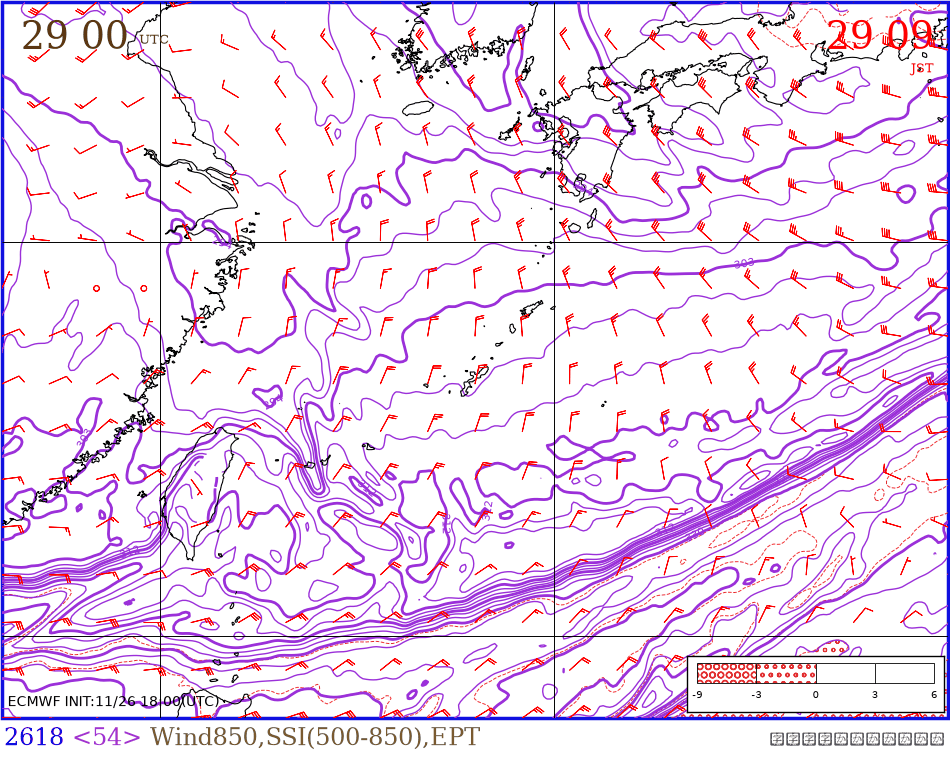 29 00 UTC
29 09
JST
303
312
ECMWF INIT:11/26 18:00(UTC)
-9 -3 0 3 6
2618 <54> Wind850,SSI(500-850),EPT